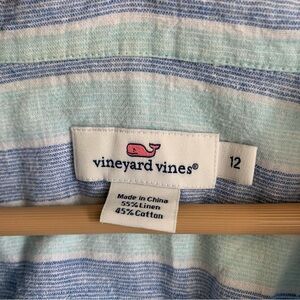 vineyard vines®
12
Made in China
55% Linen
45% Cotton